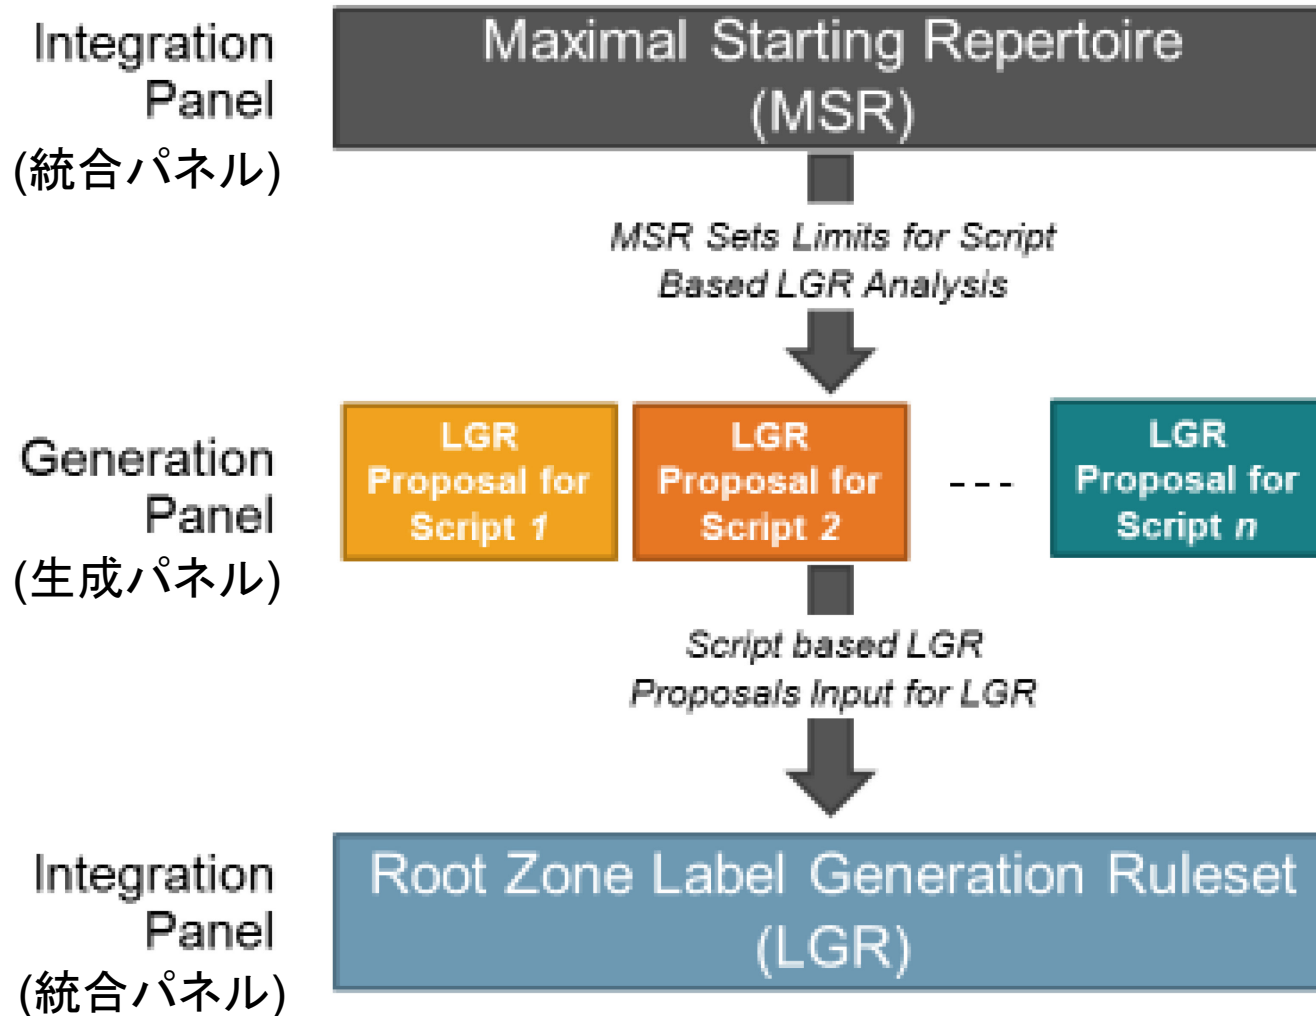 Integration
Panel
(統合パネル)
Maximal Starting Repertoire
(MSR)
MSR Sets Limits for Script
Based LGR Analysis
Generation
Panel
(生成パネル)
LGR
Proposal for
Script 1
LGR
Proposal for
Script 2
---
LGR
Proposal for
Script n
Script based LGR
Proposals Input for LGR
Integration
Panel
(統合パネル)
Root Zone Label Generation Ruleset
(LGR)